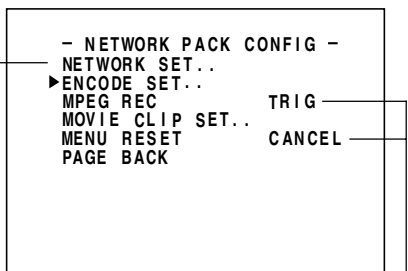 – NETWORK PACK CONFIG –
NETWORK SET..
▶ENCODE SET..
MPEG REC TRIG
MOVIE CLIP SET..
MENU RESET CANCEL
PAGE BACK